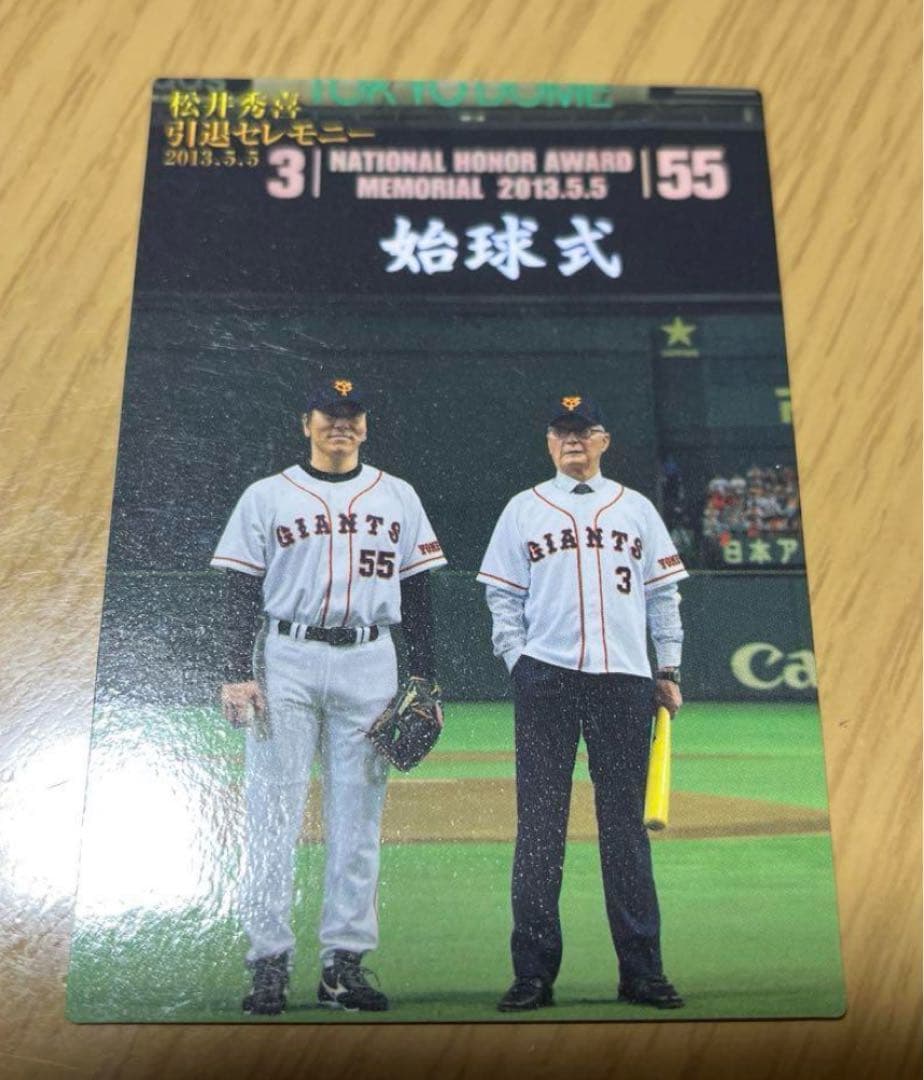 TOKYO DOME
松井秀喜
引退セレモニー
2013.5.5
3 NATIONAL HONOR AWARD 55
MEMORIAL 2013.5.5
始球式
GIANTS
55
GIANTS
3
日本ア
Ca